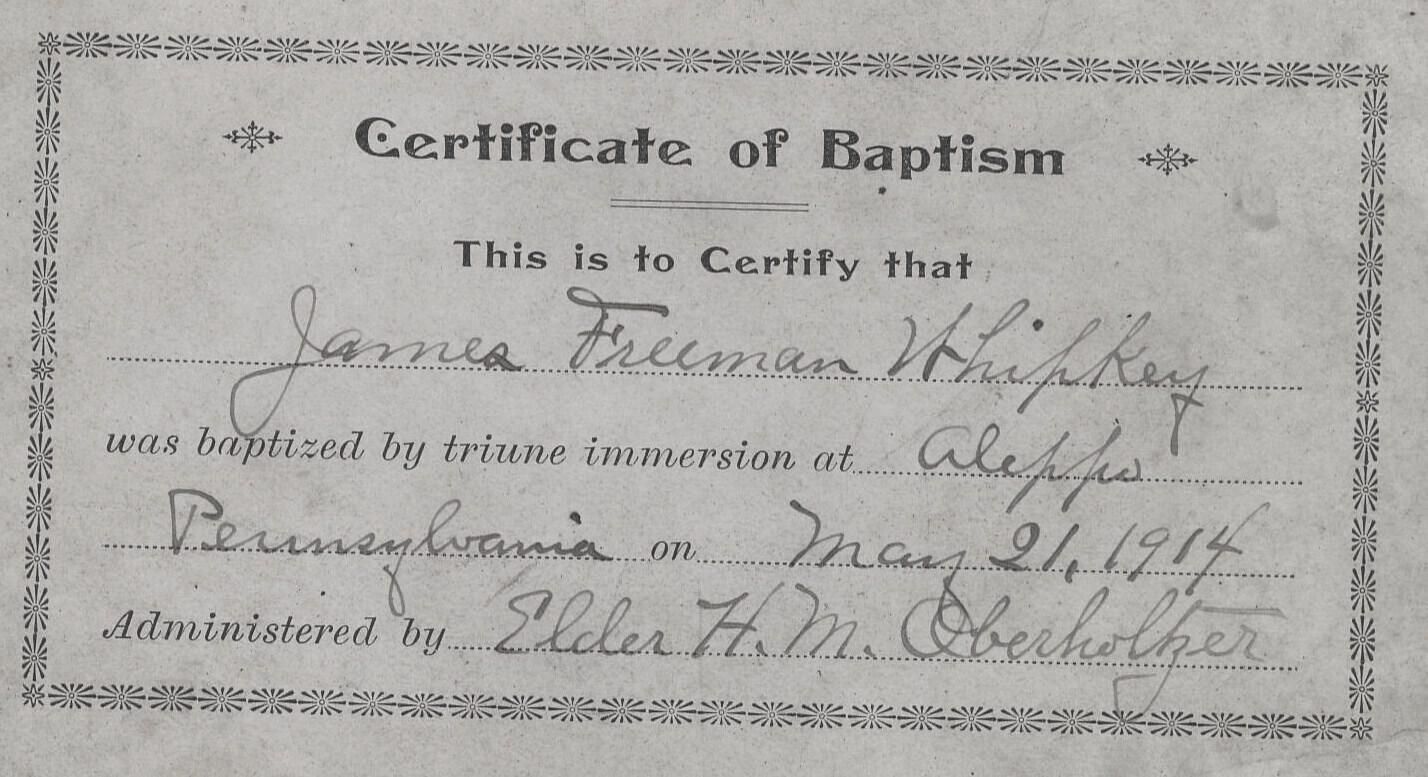 Certificate of Baptism
This is to Certify that
James Freeman Whipkey
was baptized by triune immersion at Aleppo
Pennsylvania on May 21, 1914
Administered by Elder H. M. Oberholtzer